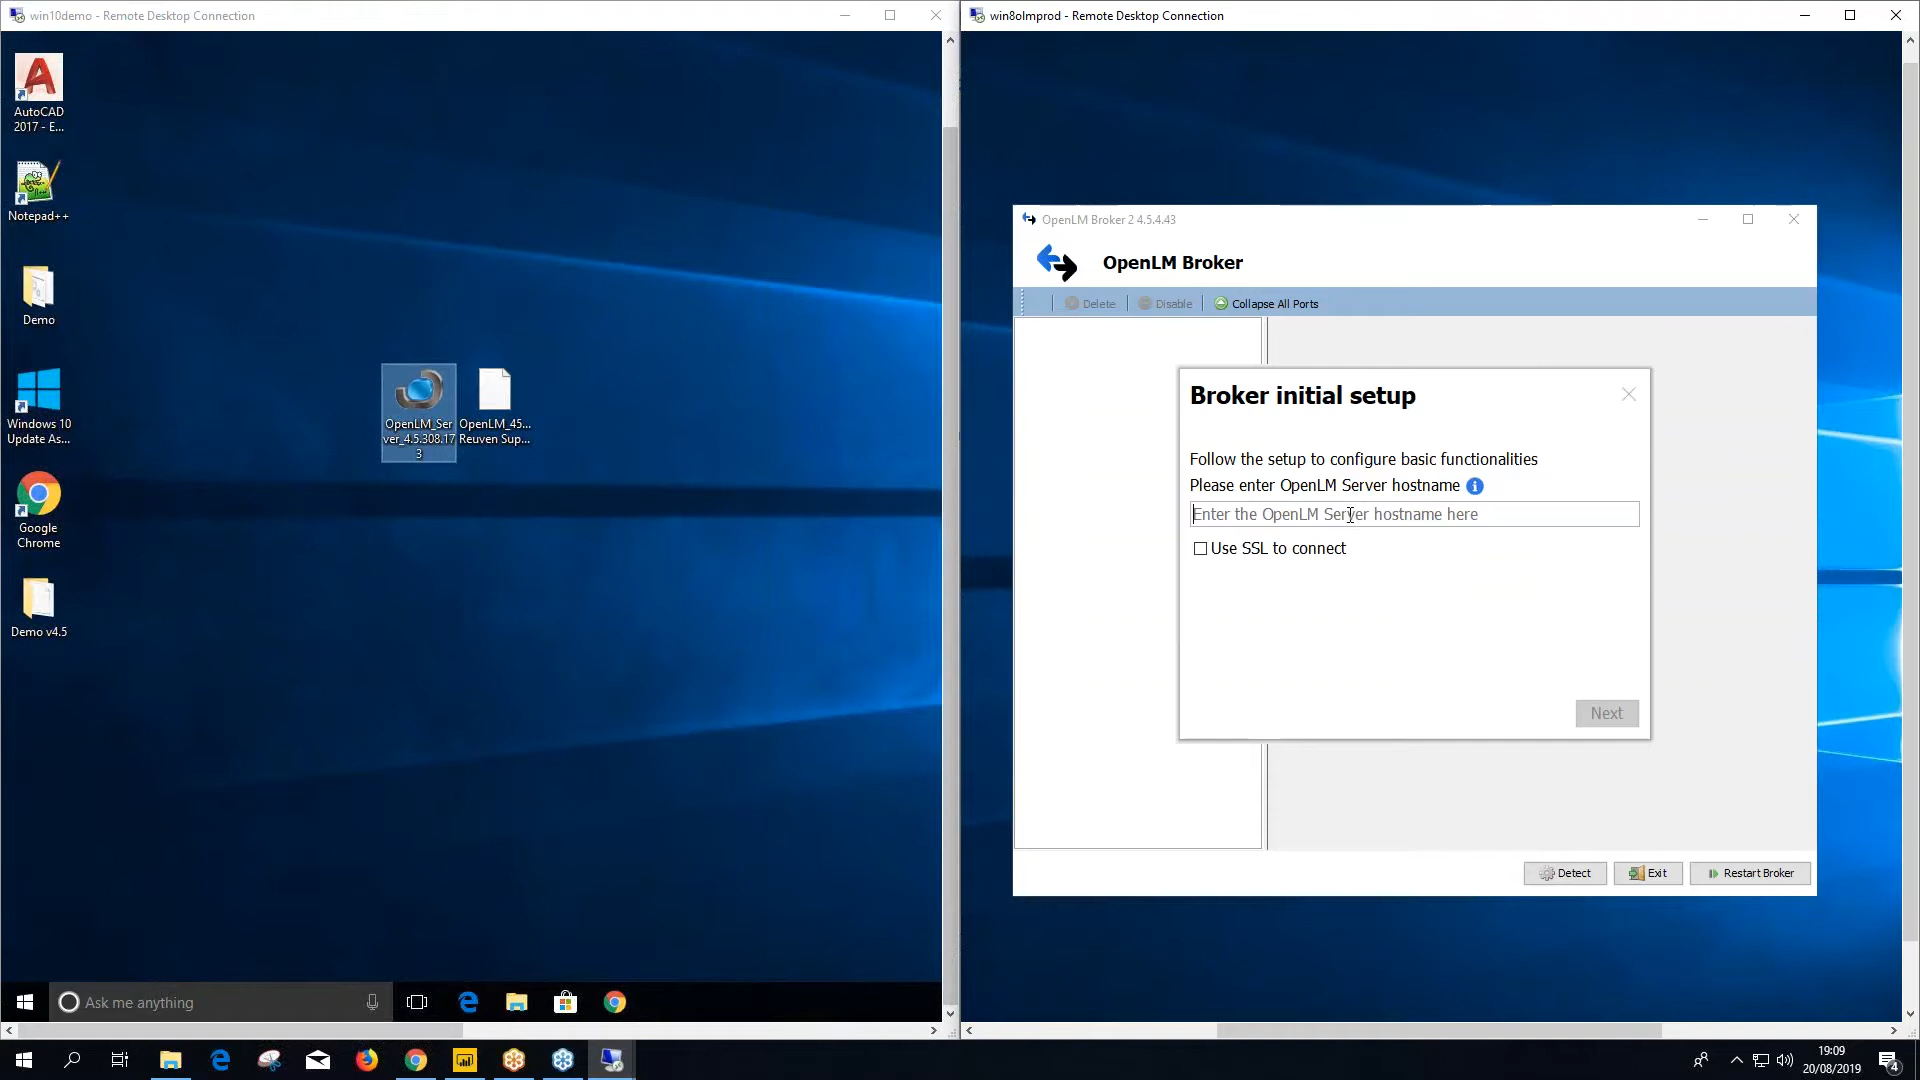 win10demo - Remote Desktop Connection
AutoCAD
2017 - E...
Notepad++
Demo
Windows 10
Update As...
Google
Chrome
Demo v4.5
OpenLM_Ser
ver_4.5.308.17
3
OpenLM_45...
Reuven Sup...
Ask me anything
win8olmprod - Remote Desktop Connection
OpenLM Broker 2 4.5.4.43
OpenLM Broker
Delete
Disable
Collapse All Ports
Broker initial setup
Follow the setup to configure basic functionalities
Please enter OpenLM Server hostname
Enter the OpenLM Server hostname here
Use SSL to connect
Next
Detect
Exit
Restart Broker
19:09
20/08/2019
4